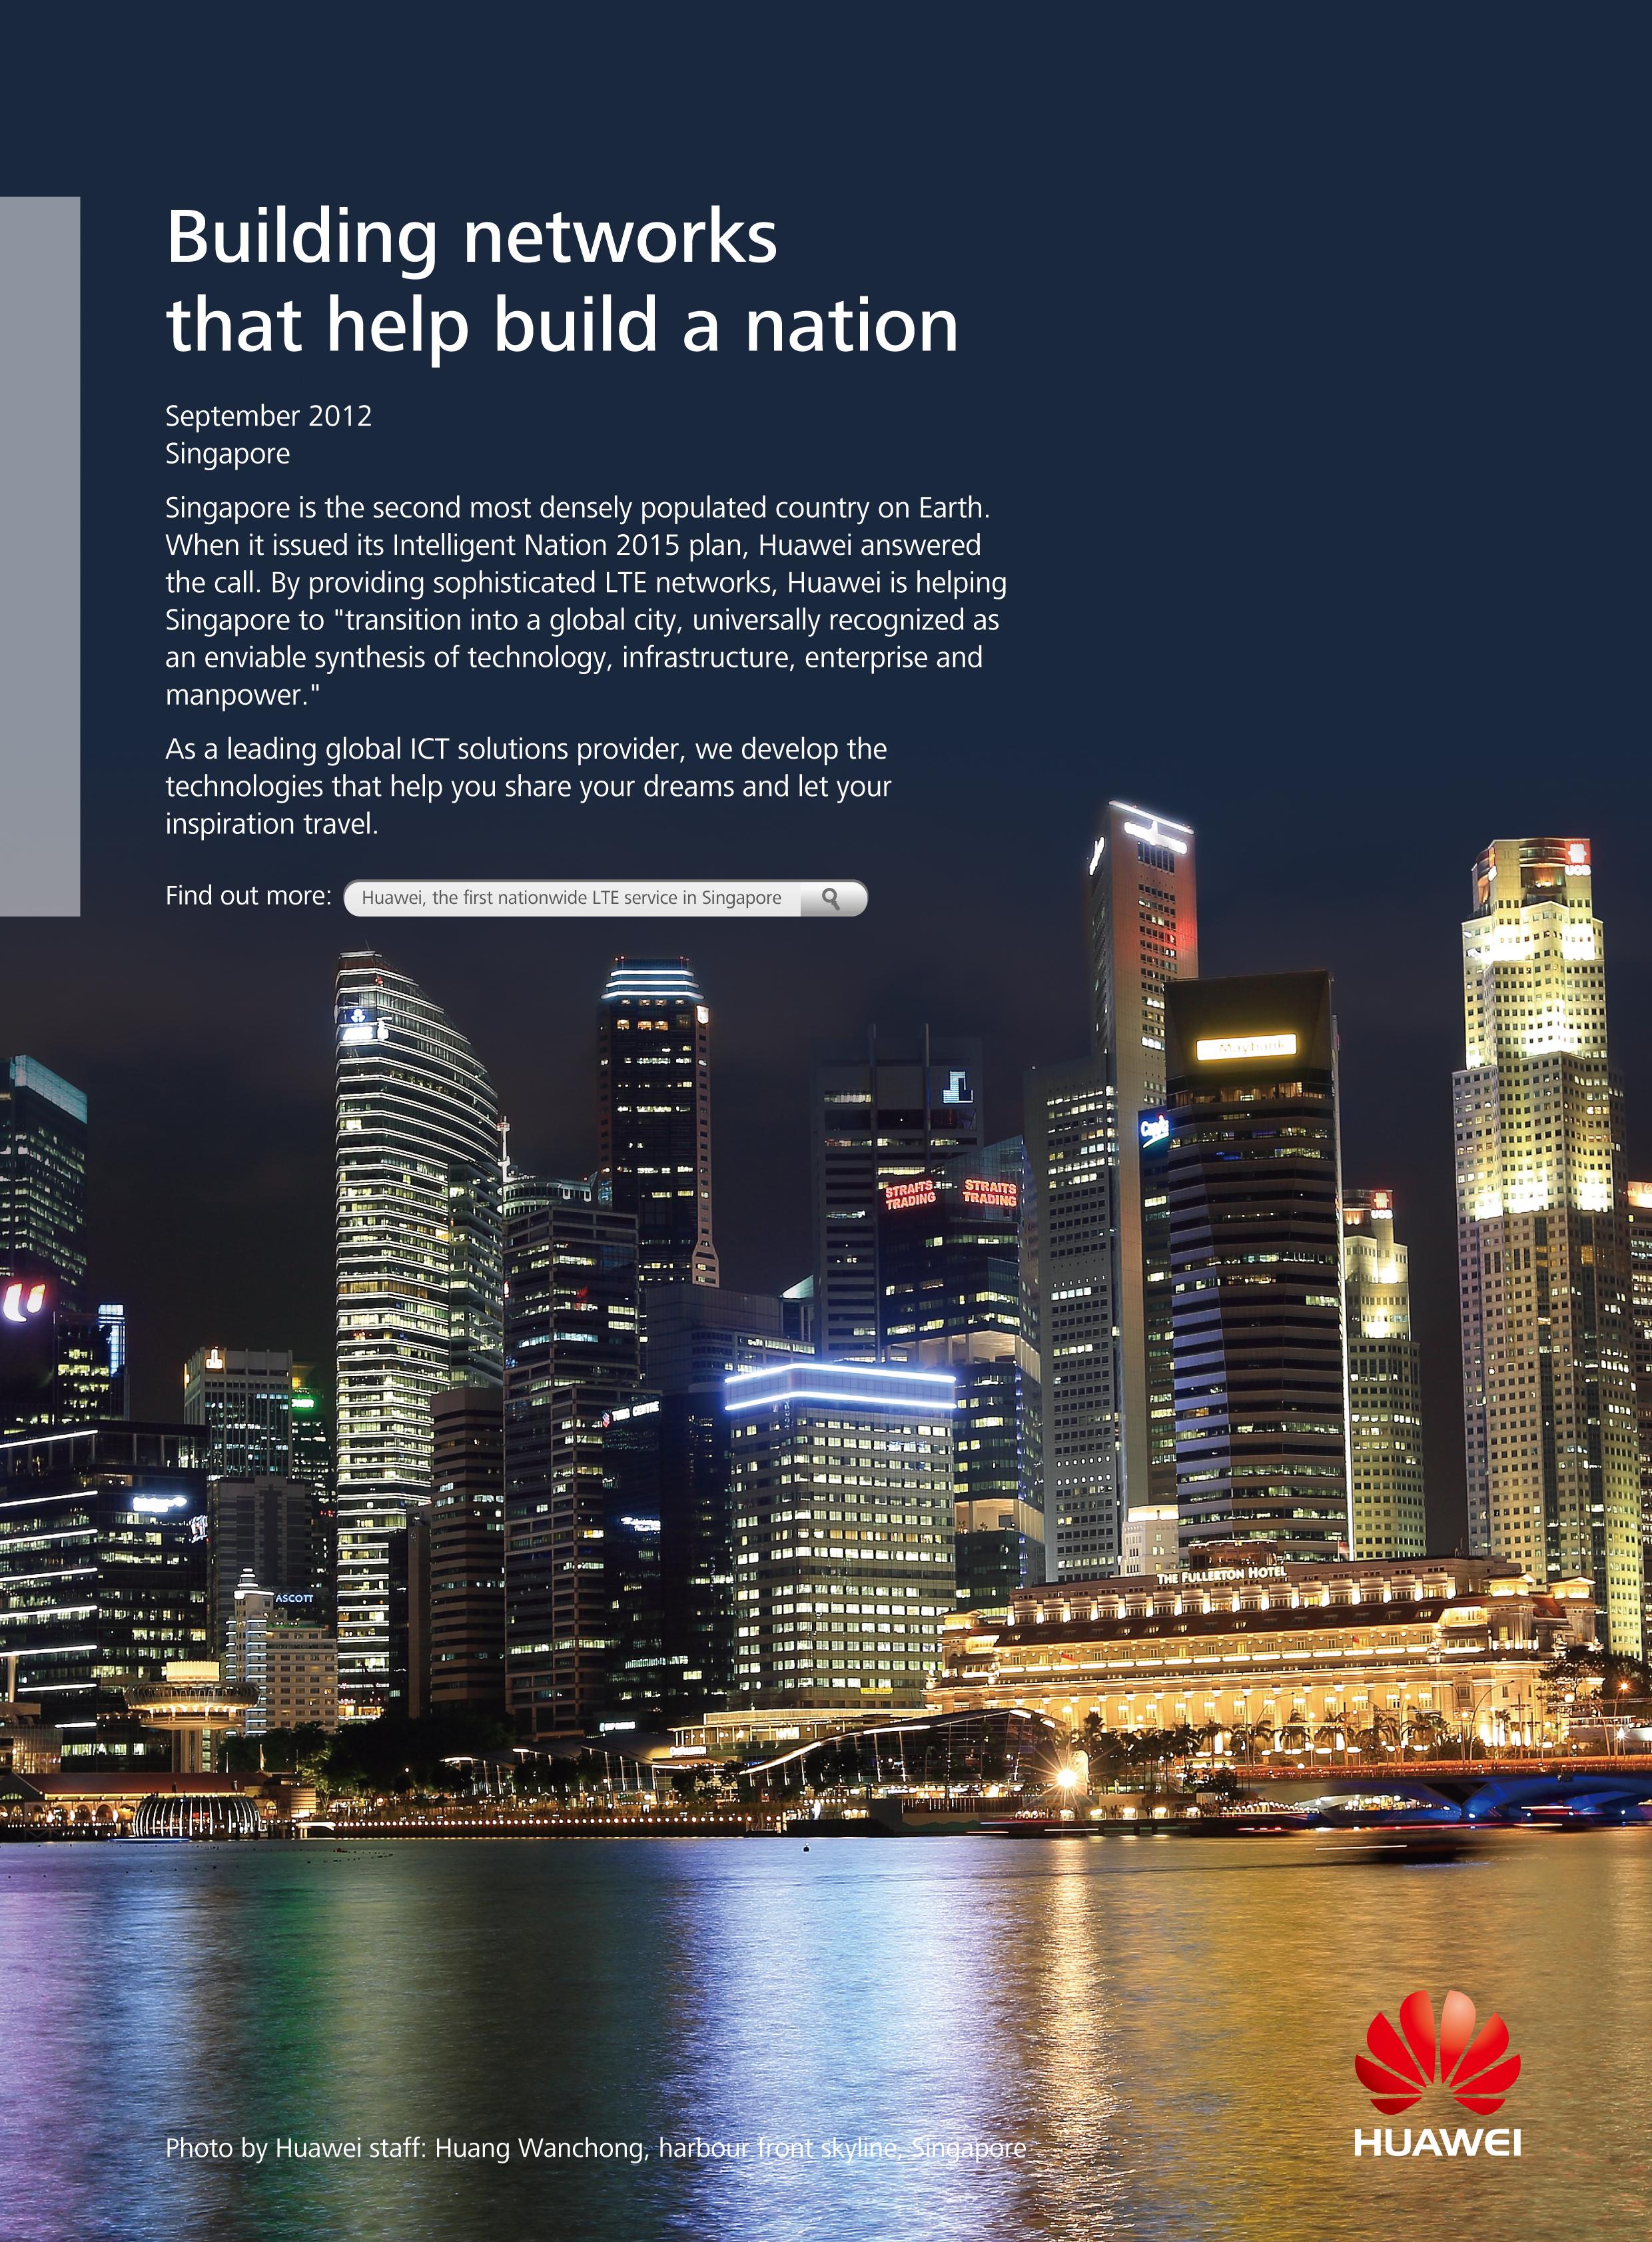 Building networks
that help build a nation
September 2012
Singapore
Singapore is the second most densely populated country on Earth.
When it issued its Intelligent Nation 2015 plan, Huawei answered
the call. By providing sophisticated LTE networks, Huawei is helping
Singapore to "transition into a global city, universally recognized as
an enviable synthesis of technology, infrastructure, enterprise and
manpower."
As a leading global ICT solutions provider, we develop the
technologies that help you share your dreams and let your
inspiration travel.
Find out more: Huawei, the first nationwide LTE service in Singapore
UOB
Maybank
STRAITS
TRADING
STRAITS
TRADING
UOB
TUNG CENTRE
THE FULLERTON HOTEL
ASCOTT
Photo by Huawei staff: Huang Wanchong, harbour front skyline, Singapore
HUAWEI